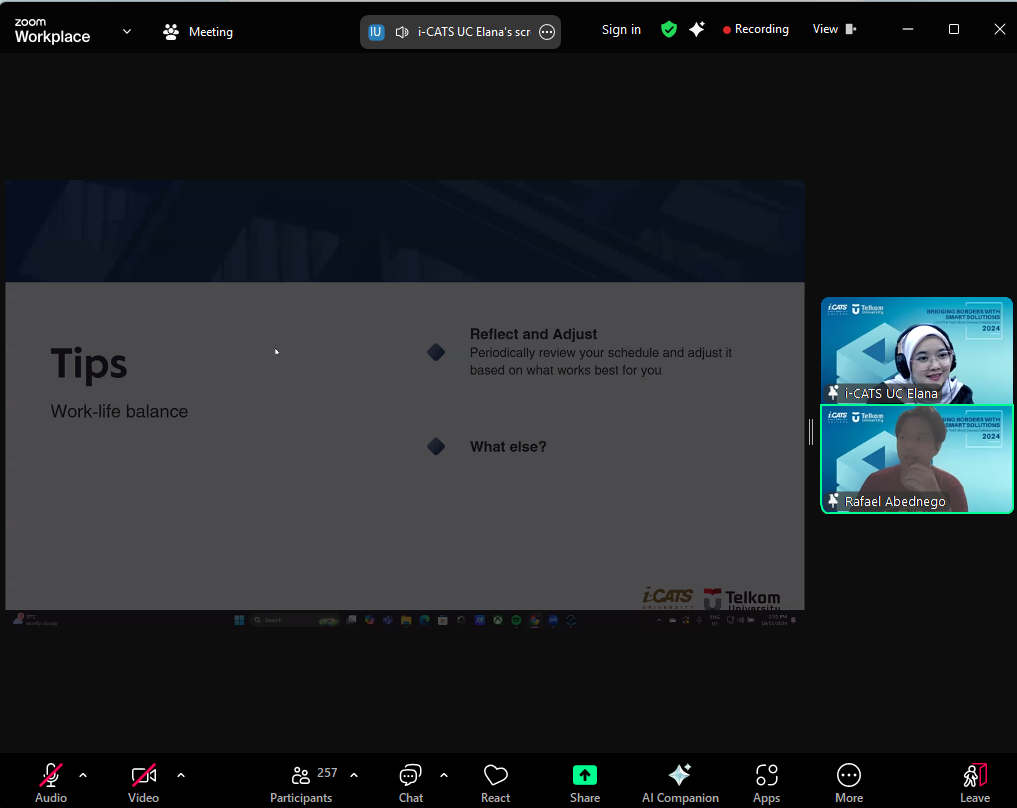 zoom
Workplace
Meeting
IU
i-CATS UC Elana's scr
Sign in
Recording
View
Tips
Work-life balance
Reflect and Adjust
Periodically review your schedule and adjust it
based on what works best for you
What else?
i-CATS
UNIVERSITY
Telkom
University
Search
i-CATS
Telkom
University
BRIDGING BORDERS WITH
SMART SOLUTIONS
2024
i-CATS UC Elana
i-CATS
Telkom
University
BORDERS WITH
SMART SOLUTIONS
2024
Rafael Abednego
Audio
Video
257
Participants
Chat
React
Share
AI Companion
Apps
More
Leave